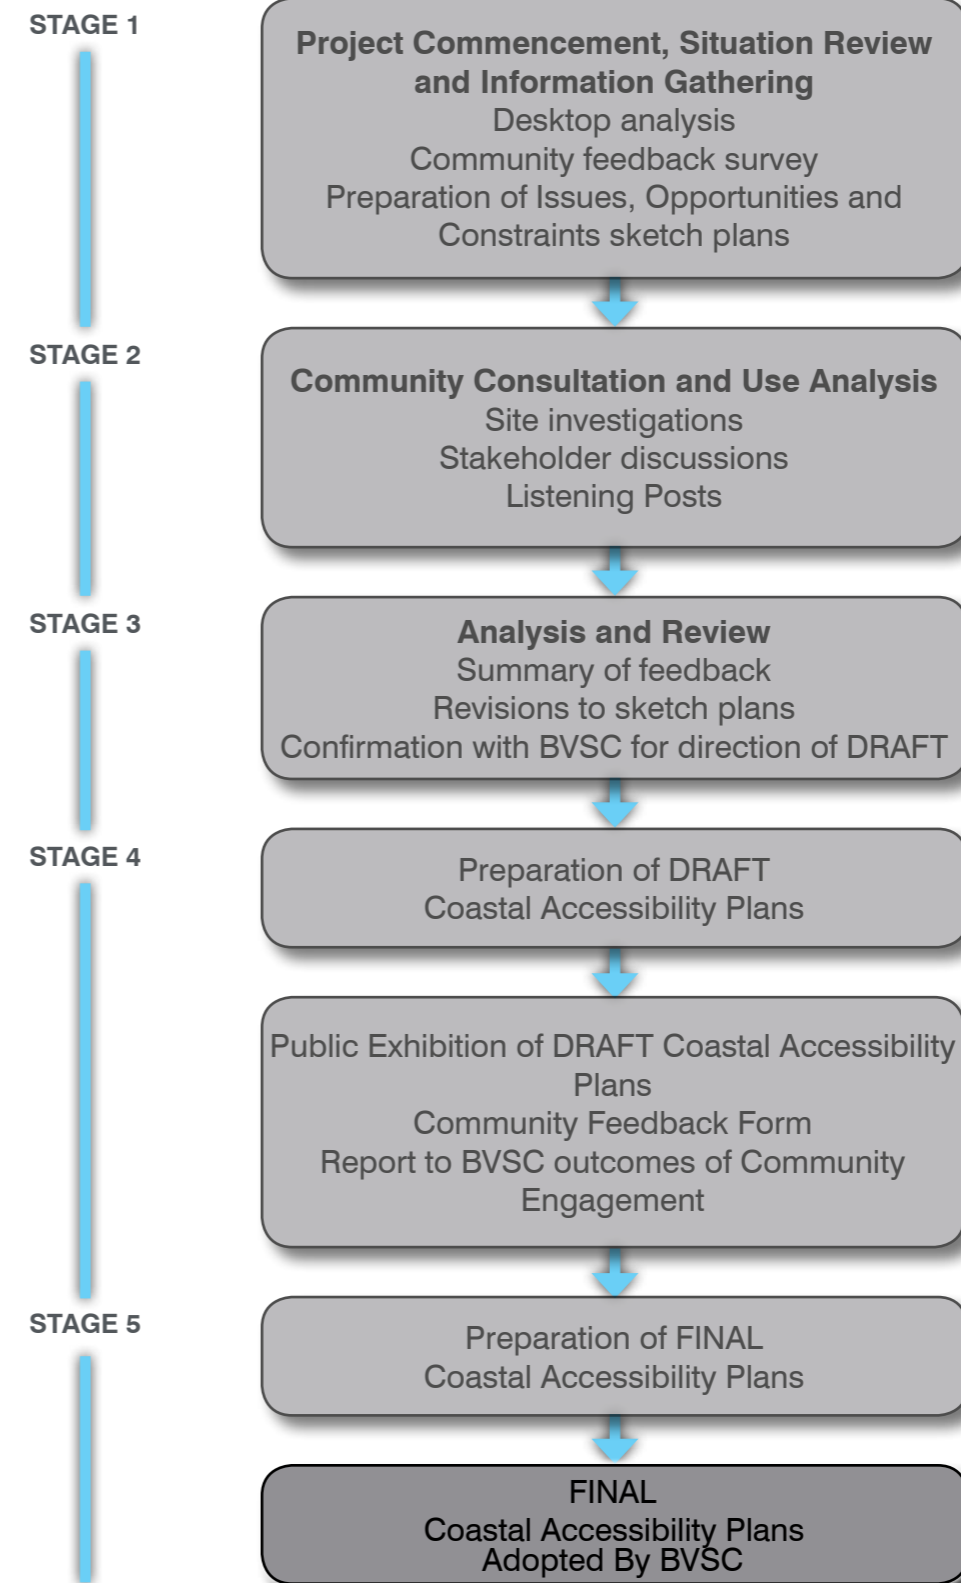 STAGE 1
Project Commencement, Situation Review
and Information Gathering
Desktop analysis
Community feedback survey
Preparation of Issues, Opportunities and
Constraints sketch plans
STAGE 2
Community Consultation and Use Analysis
Site investigations
Stakeholder discussions
Listening Posts
STAGE 3
Analysis and Review
Summary of feedback
Revisions to sketch plans
Confirmation with BVSC for direction of DRAFT
STAGE 4
Preparation of DRAFT
Coastal Accessibility Plans
Public Exhibition of DRAFT Coastal Accessibility
Plans
Community Feedback Form
Report to BVSC outcomes of Community
Engagement
STAGE 5
Preparation of FINAL
Coastal Accessibility Plans
FINAL
Coastal Accessibility Plans
Adopted By BVSC